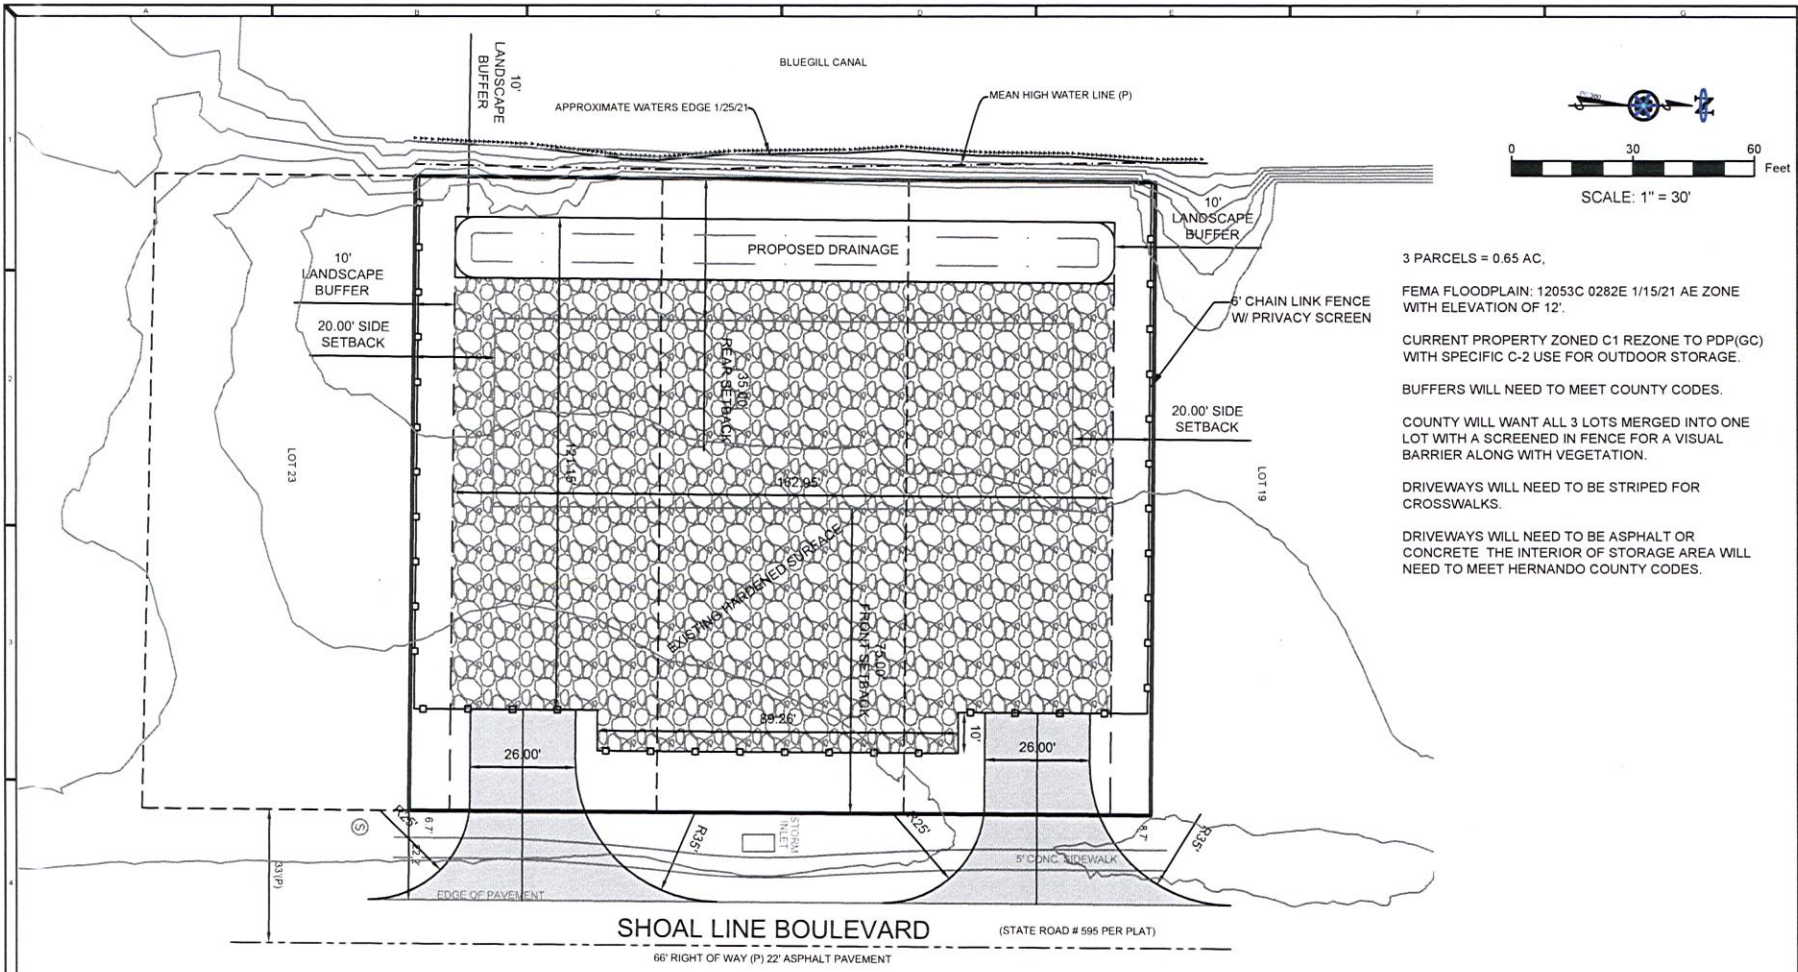 A
B
C
D
E
F
G
1
2
3
4
BLUEGILL CANAL
10'
LANDSCAPE
BUFFER
APPROXIMATE WATERS EDGE 1/25/21
MEAN HIGH WATER LINE (P)
0
30
60
Feet
SCALE: 1" = 30'
10'
LANDSCAPE
BUFFER
PROPOSED DRAINAGE
10'
LANDSCAPE
BUFFER
20.00' SIDE
SETBACK
6' CHAIN LINK FENCE
W/ PRIVACY SCREEN
35.00'
REAR SETBACK
20.00' SIDE
SETBACK
LOT 23
LOT 19
121.15'
162.95'
EXISTING HARDENED SURFACE
75.00'
FRONT SETBACK
89.26'
10'
26.00'
26.00'
R25'
6.7'
R35'
R25'
8.7'
R35'
S
STORM
INLET
33'(P)
5' CONC. SIDEWALK
EDGE OF PAVEMENT
SHOAL LINE BOULEVARD
(STATE ROAD # 595 PER PLAT)
66' RIGHT OF WAY (P) 22' ASPHALT PAVEMENT
3 PARCELS = 0.65 AC,
FEMA FLOODPLAIN: 12053C 0282E 1/15/21 AE ZONE
WITH ELEVATION OF 12'.
CURRENT PROPERTY ZONED C1 REZONE TO PDP(GC)
WITH SPECIFIC C-2 USE FOR OUTDOOR STORAGE.
BUFFERS WILL NEED TO MEET COUNTY CODES.
COUNTY WILL WANT ALL 3 LOTS MERGED INTO ONE
LOT WITH A SCREENED IN FENCE FOR A VISUAL
BARRIER ALONG WITH VEGETATION.
DRIVEWAYS WILL NEED TO BE STRIPED FOR
CROSSWALKS.
DRIVEWAYS WILL NEED TO BE ASPHALT OR
CONCRETE THE INTERIOR OF STORAGE AREA WILL
NEED TO MEET HERNANDO COUNTY CODES.